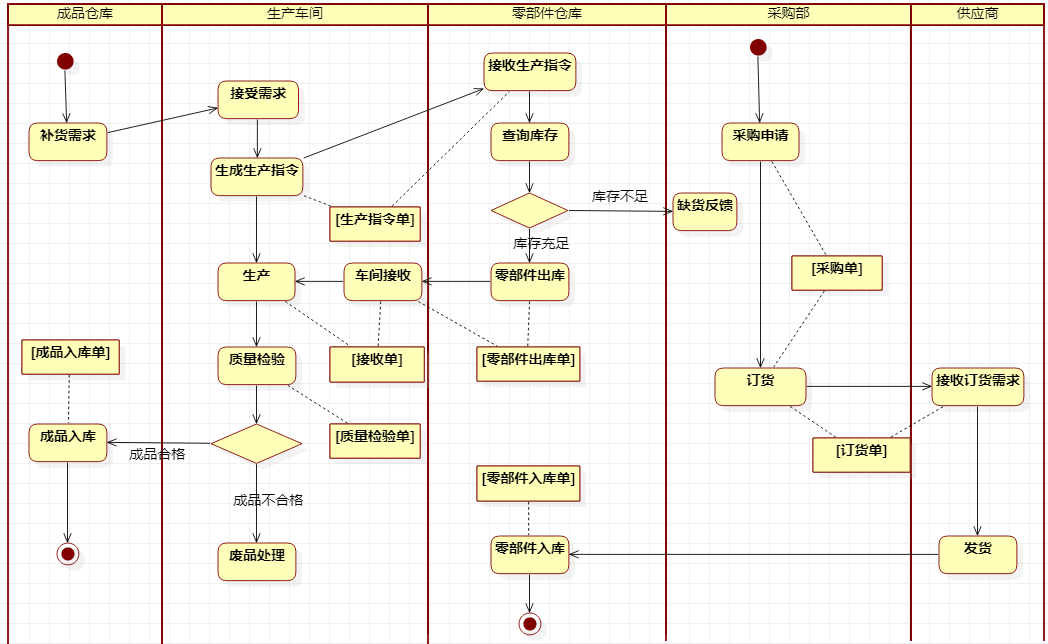 成品仓库
生产车间
零部件仓库
采购部
供应商
接收生产指令
接受需求
补货需求
查询库存
采购申请
生成生产指令
库存不足
缺货反馈
[生产指令单]
库存充足
[采购单]
生产
车间接收
零部件出库
[成品入库单]
质量检验
[接收单]
[零部件出库单]
订货
接收订货需求
成品入库
[质量检验单]
成品合格
[订货单]
[零部件入库单]
成品不合格
废品处理
零部件入库
发货